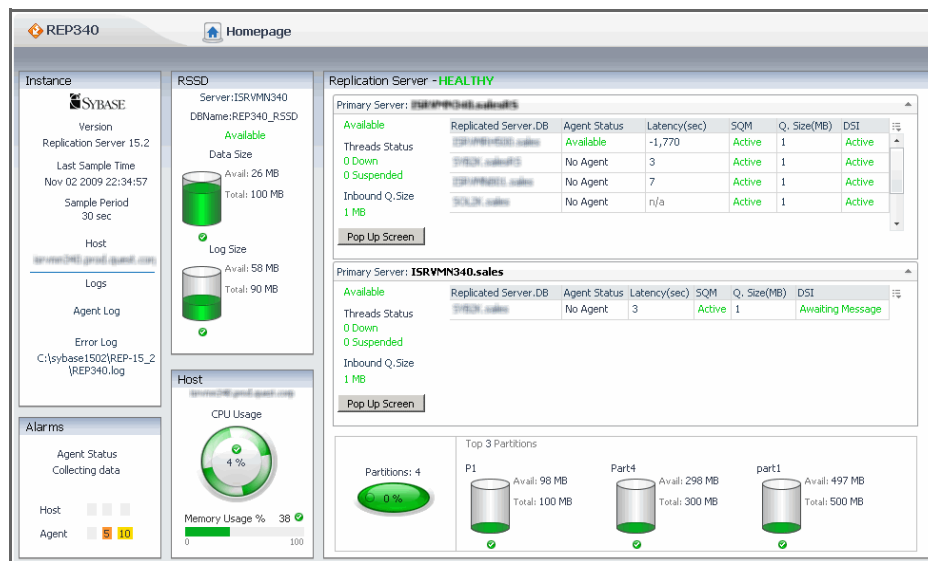 REP340
Homepage
Instance
SYBASE
Version
Replication Server 15.2
Last Sample Time
Nov 02 2009 22:34:57
Sample Period
30 sec
Host
Logs
Agent Log
Error Log
C:\sybase1502\REP-15_2
\REP340.log
Alarms
Agent Status
Collecting data
Host
Agent 5 10
RSSD
Server:ISRVMN340
DBName:REP340_RSSD
Available
Data Size
Avail: 26 MB
Total: 100 MB
Log Size
Avail: 58 MB
Total: 90 MB
Host
CPU Usage
4 %
Memory Usage % 38
0 100
Replication Server - HEALTHY
Primary Server:
Available
Threads Status
0 Down
0 Suspended
Inbound Q.Size
1 MB
Pop Up Screen
Replicated Server.DB Agent Status Latency(sec) SQM Q. Size(MB) DSI
Available -1,770 Active 1 Active
No Agent 3 Active 1 Active
No Agent 7 Active 1 Active
No Agent n/a Active 1 Active
Primary Server: ISRVMN340.sales
Available
Threads Status
0 Down
0 Suspended
Inbound Q.Size
1 MB
Pop Up Screen
Replicated Server.DB Agent Status Latency(sec) SQM Q. Size(MB) DSI
No Agent 3 Active 1 Awaiting Message
Partitions: 4
0 %
Top 3 Partitions
P1
Avail: 98 MB
Total: 100 MB
Part4
Avail: 298 MB
Total: 300 MB
part1
Avail: 497 MB
Total: 500 MB